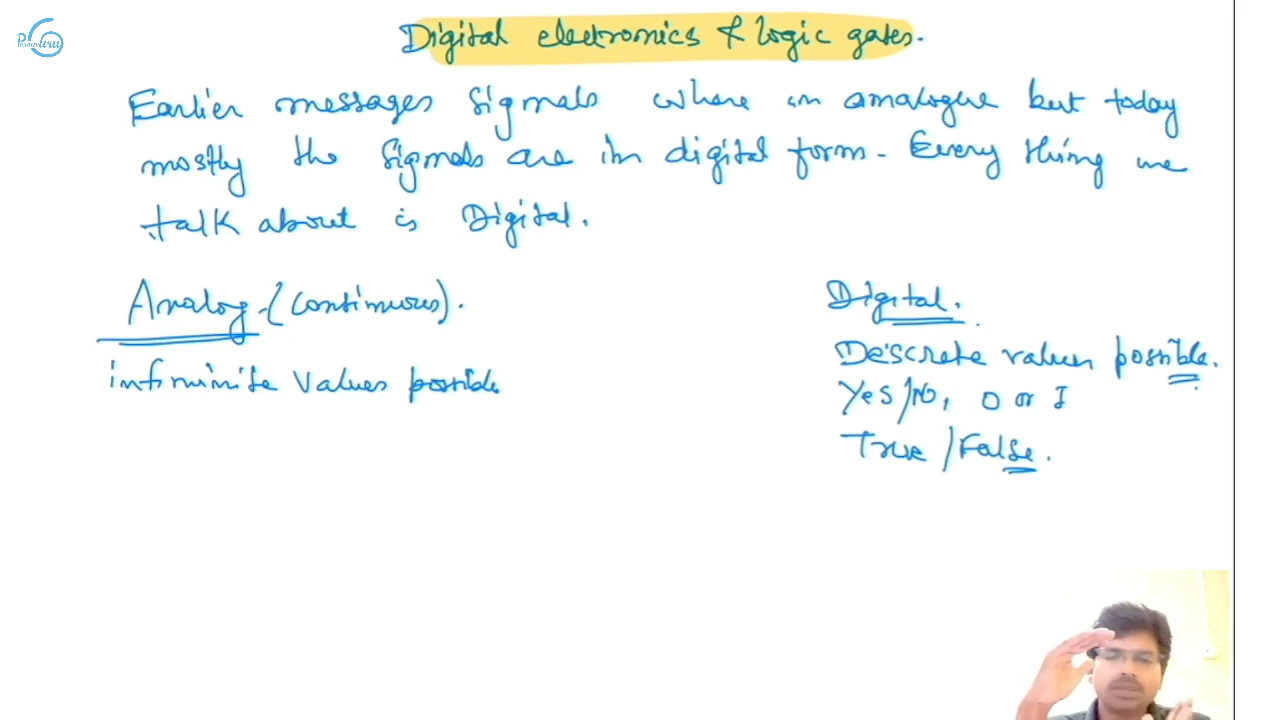 Digital electronics & logic gates.
Earlier messages signals where in analogue but today
mostly the signals are in digital form. Every thing we
talk about is Digital.
Analog - (continuous).
Digital.
Descrete values possible.
infininite values possible
Yes/No, 0 or 1
True/False.